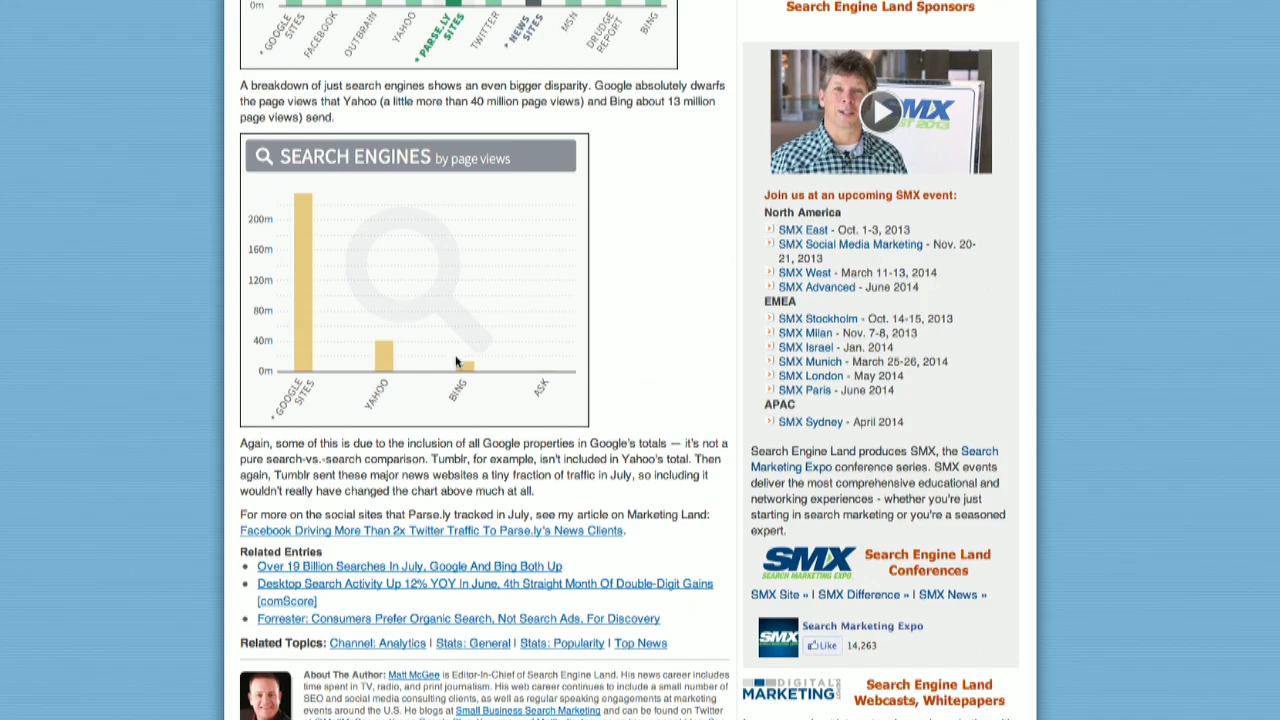 0m
* GOOGLE SITES
FACEBOOK
OUTBRAIN
YAHOO
* PARSE.LY SITES
TWITTER
* NEWS SITES
MSN
DRUDGE REPORT
BING
A breakdown of just search engines shows an even bigger disparity. Google absolutely dwarfs
the page views that Yahoo (a little more than 40 million page views) and Bing about 13 million
page views) send.
SEARCH ENGINES by page views
200m
160m
120m
80m
40m
0m
* GOOGLE SITES
YAHOO
BING
ASK
Again, some of this is due to the inclusion of all Google properties in Google's totals — it's not a
pure search-vs.-search comparison. Tumblr, for example, isn't included in Yahoo's total. Then
again, Tumblr sent these major news websites a tiny fraction of traffic in July, so including it
wouldn't really have changed the chart above much at all.
For more on the social sites that Parse.ly tracked in July, see my article on Marketing Land:
Facebook Driving More Than 2x Twitter Traffic To Parse.ly's News Clients.
Related Entries
Over 19 Billion Searches In July, Google And Bing Both Up
Desktop Search Activity Up 12% YOY In June, 4th Straight Month Of Double-Digit Gains
[comScore]
Forrester: Consumers Prefer Organic Search, Not Search Ads, For Discovery
Related Topics: Channel: Analytics | Stats: General | Stats: Popularity | Top News
About The Author: Matt McGee is Editor-In-Chief of Search Engine Land. His news career includes
time spent in TV, radio, and print journalism. His web career continues to include a small number of
SEO and social media consulting clients, as well as regular speaking engagements at marketing
events around the U.S. He blogs at Small Business Search Marketing and can be found on Twitter
Search Engine Land Sponsors
SMX
ST 2013
Join us at an upcoming SMX event:
North America
SMX East - Oct. 1-3, 2013
SMX Social Media Marketing - Nov. 20-
21, 2013
SMX West - March 11-13, 2014
SMX Advanced - June 2014
EMEA
SMX Stockholm - Oct. 14-15, 2013
SMX Milan - Nov. 7-8, 2013
SMX Israel - Jan. 2014
SMX Munich - March 25-26, 2014
SMX London - May 2014
SMX Paris - June 2014
APAC
SMX Sydney - April 2014
Search Engine Land produces SMX, the Search
Marketing Expo conference series. SMX events
deliver the most comprehensive educational and
networking experiences - whether you're just
starting in search marketing or you're a seasoned
expert.
SMX
SEARCH MARKETING EXPO
Search Engine Land
Conferences
SMX Site » | SMX Difference » | SMX News »
SMX
Search Marketing Expo
Like 14,263
DIGITAL
MARKETING
Search Engine Land
Webcasts, Whitepapers